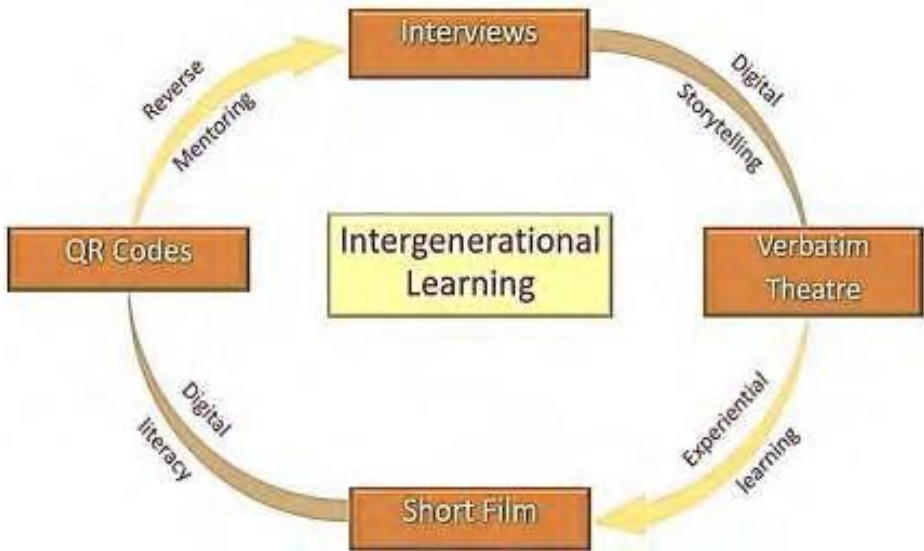 Interviews
Reverse
Mentoring
Digital
Storytelling
QR Codes
Intergenerational
Learning
Verbatim
Theatre
Digital
literacy
Experiential
learning
Short Film